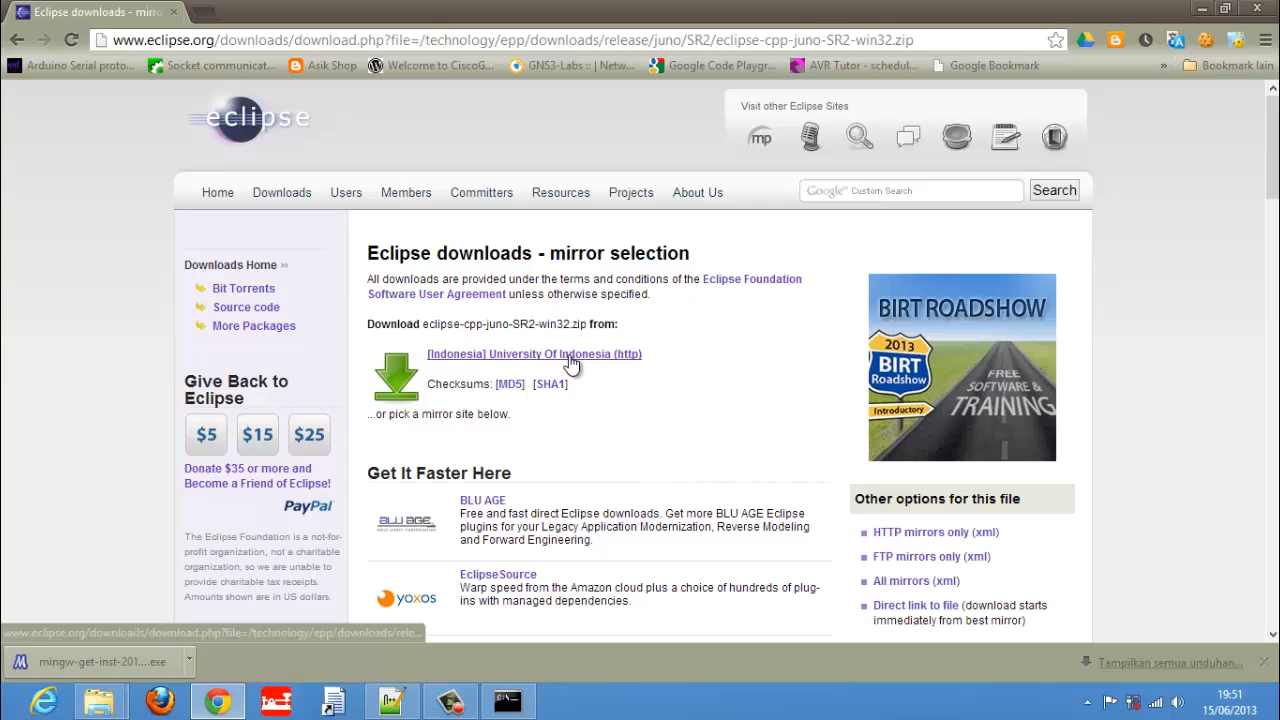 Eclipse downloads - mirro
www.eclipse.org/downloads/download.php?file=/technology/epp/downloads/release/juno/SR2/eclipse-cpp-juno-SR2-win32.zip
Arduino Serial proto... Socket communicat... Asik Shop Welcome to CiscoG... GNS3-Labs :: | Netw... Google Code Playgr... AVR Tutor - schedul... Google Bookmark » Bookmark lain
eclipse
Visit other Eclipse Sites
mp
Home Downloads Users Members Committers Resources Projects About Us
Google™ Custom Search Search
Downloads Home »
Bit Torrents
Source code
More Packages
Give Back to
Eclipse
$5 $15 $25
Donate $35 or more and
Become a Friend of Eclipse!
PayPal
The Eclipse Foundation is a not-for-
profit organization, not a charitable
organization, so we are unable to
provide charitable tax receipts.
Amounts shown are in US dollars.
Eclipse downloads - mirror selection
All downloads are provided under the terms and conditions of the Eclipse Foundation
Software User Agreement unless otherwise specified.
Download eclipse-cpp-juno-SR2-win32.zip from:
[Indonesia] University Of Indonesia (http)
Checksums: [MD5] [SHA1]
...or pick a mirror site below.
Get It Faster Here
BLU AGE
BLU AGE
Free and fast direct Eclipse downloads. Get more BLU AGE Eclipse
plugins for your Legacy Application Modernization, Reverse Modeling
and Forward Engineering.
EclipseSource
yoxos
Warp speed from the Amazon cloud plus a choice of hundreds of plug-
ins with managed dependencies.
BIRT ROADSHOW
2013
BIRT
Roadshow
Introductory
FREE
SOFTWARE &
TRAINING
Other options for this file
HTTP mirrors only (xml)
FTP mirrors only (xml)
All mirrors (xml)
Direct link to file (download starts
immediately from best mirror)
www.eclipse.org/downloads/download.php?file=/technology/epp/downloads/rele...
mingw-get-inst-201....exe
Tampilkan semua unduhan...
19:51
15/06/2013